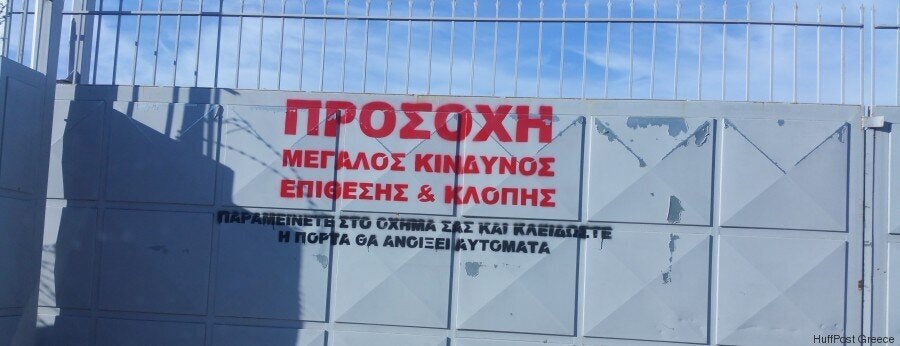 ΠΡΟΣΟΧΗ
ΜΕΓΑΛΟΣ ΚΙΝΔΥΝΟΣ
ΕΠΙΘΕΣΗΣ & ΚΛΟΠΗΣ
ΠΑΡΑΜΕΙΝΕΤΕ ΣΤΟ ΟΧΗΜΑ ΣΑΣ ΚΑΙ ΚΛΕΙΔΩΣΤΕ
Η ΠΟΡΤΑ ΘΑ ΑΝΟΙΞΕΙ ΑΥΤΟΜΑΤΑ
HuffPost Greece